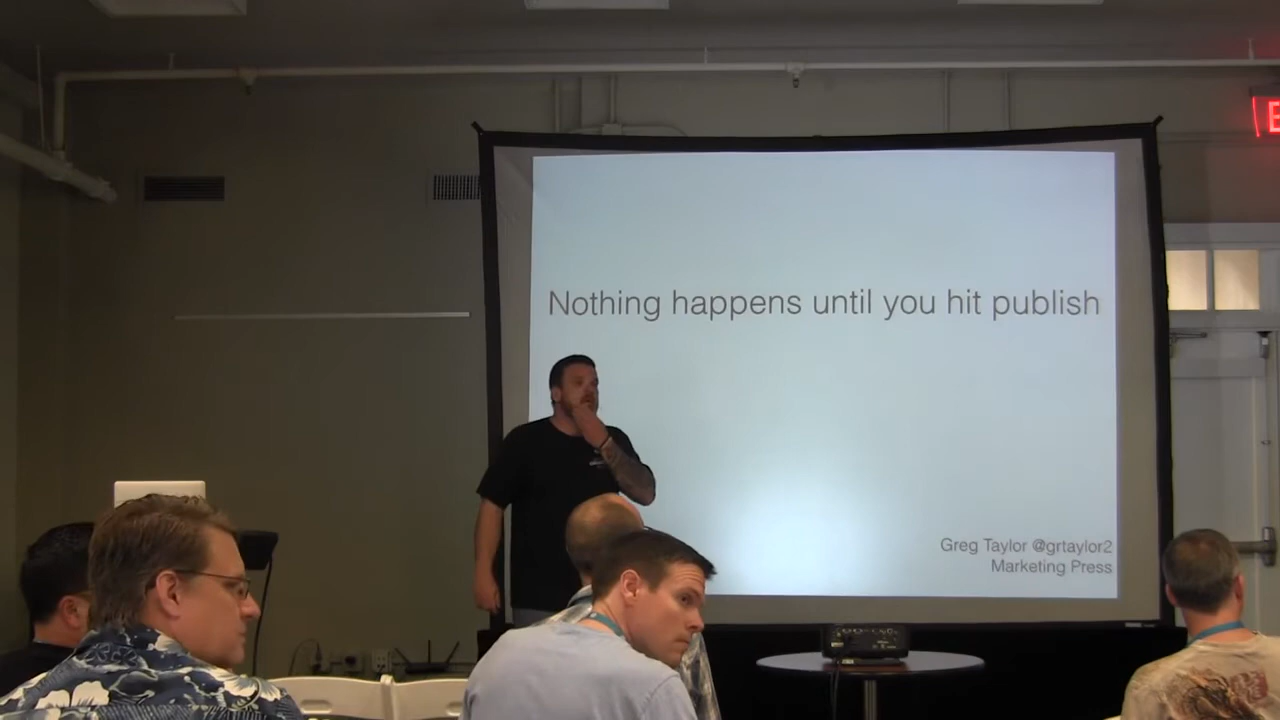 Nothing happens until you hit publish
Greg Taylor @grtaylor2
Marketing Press